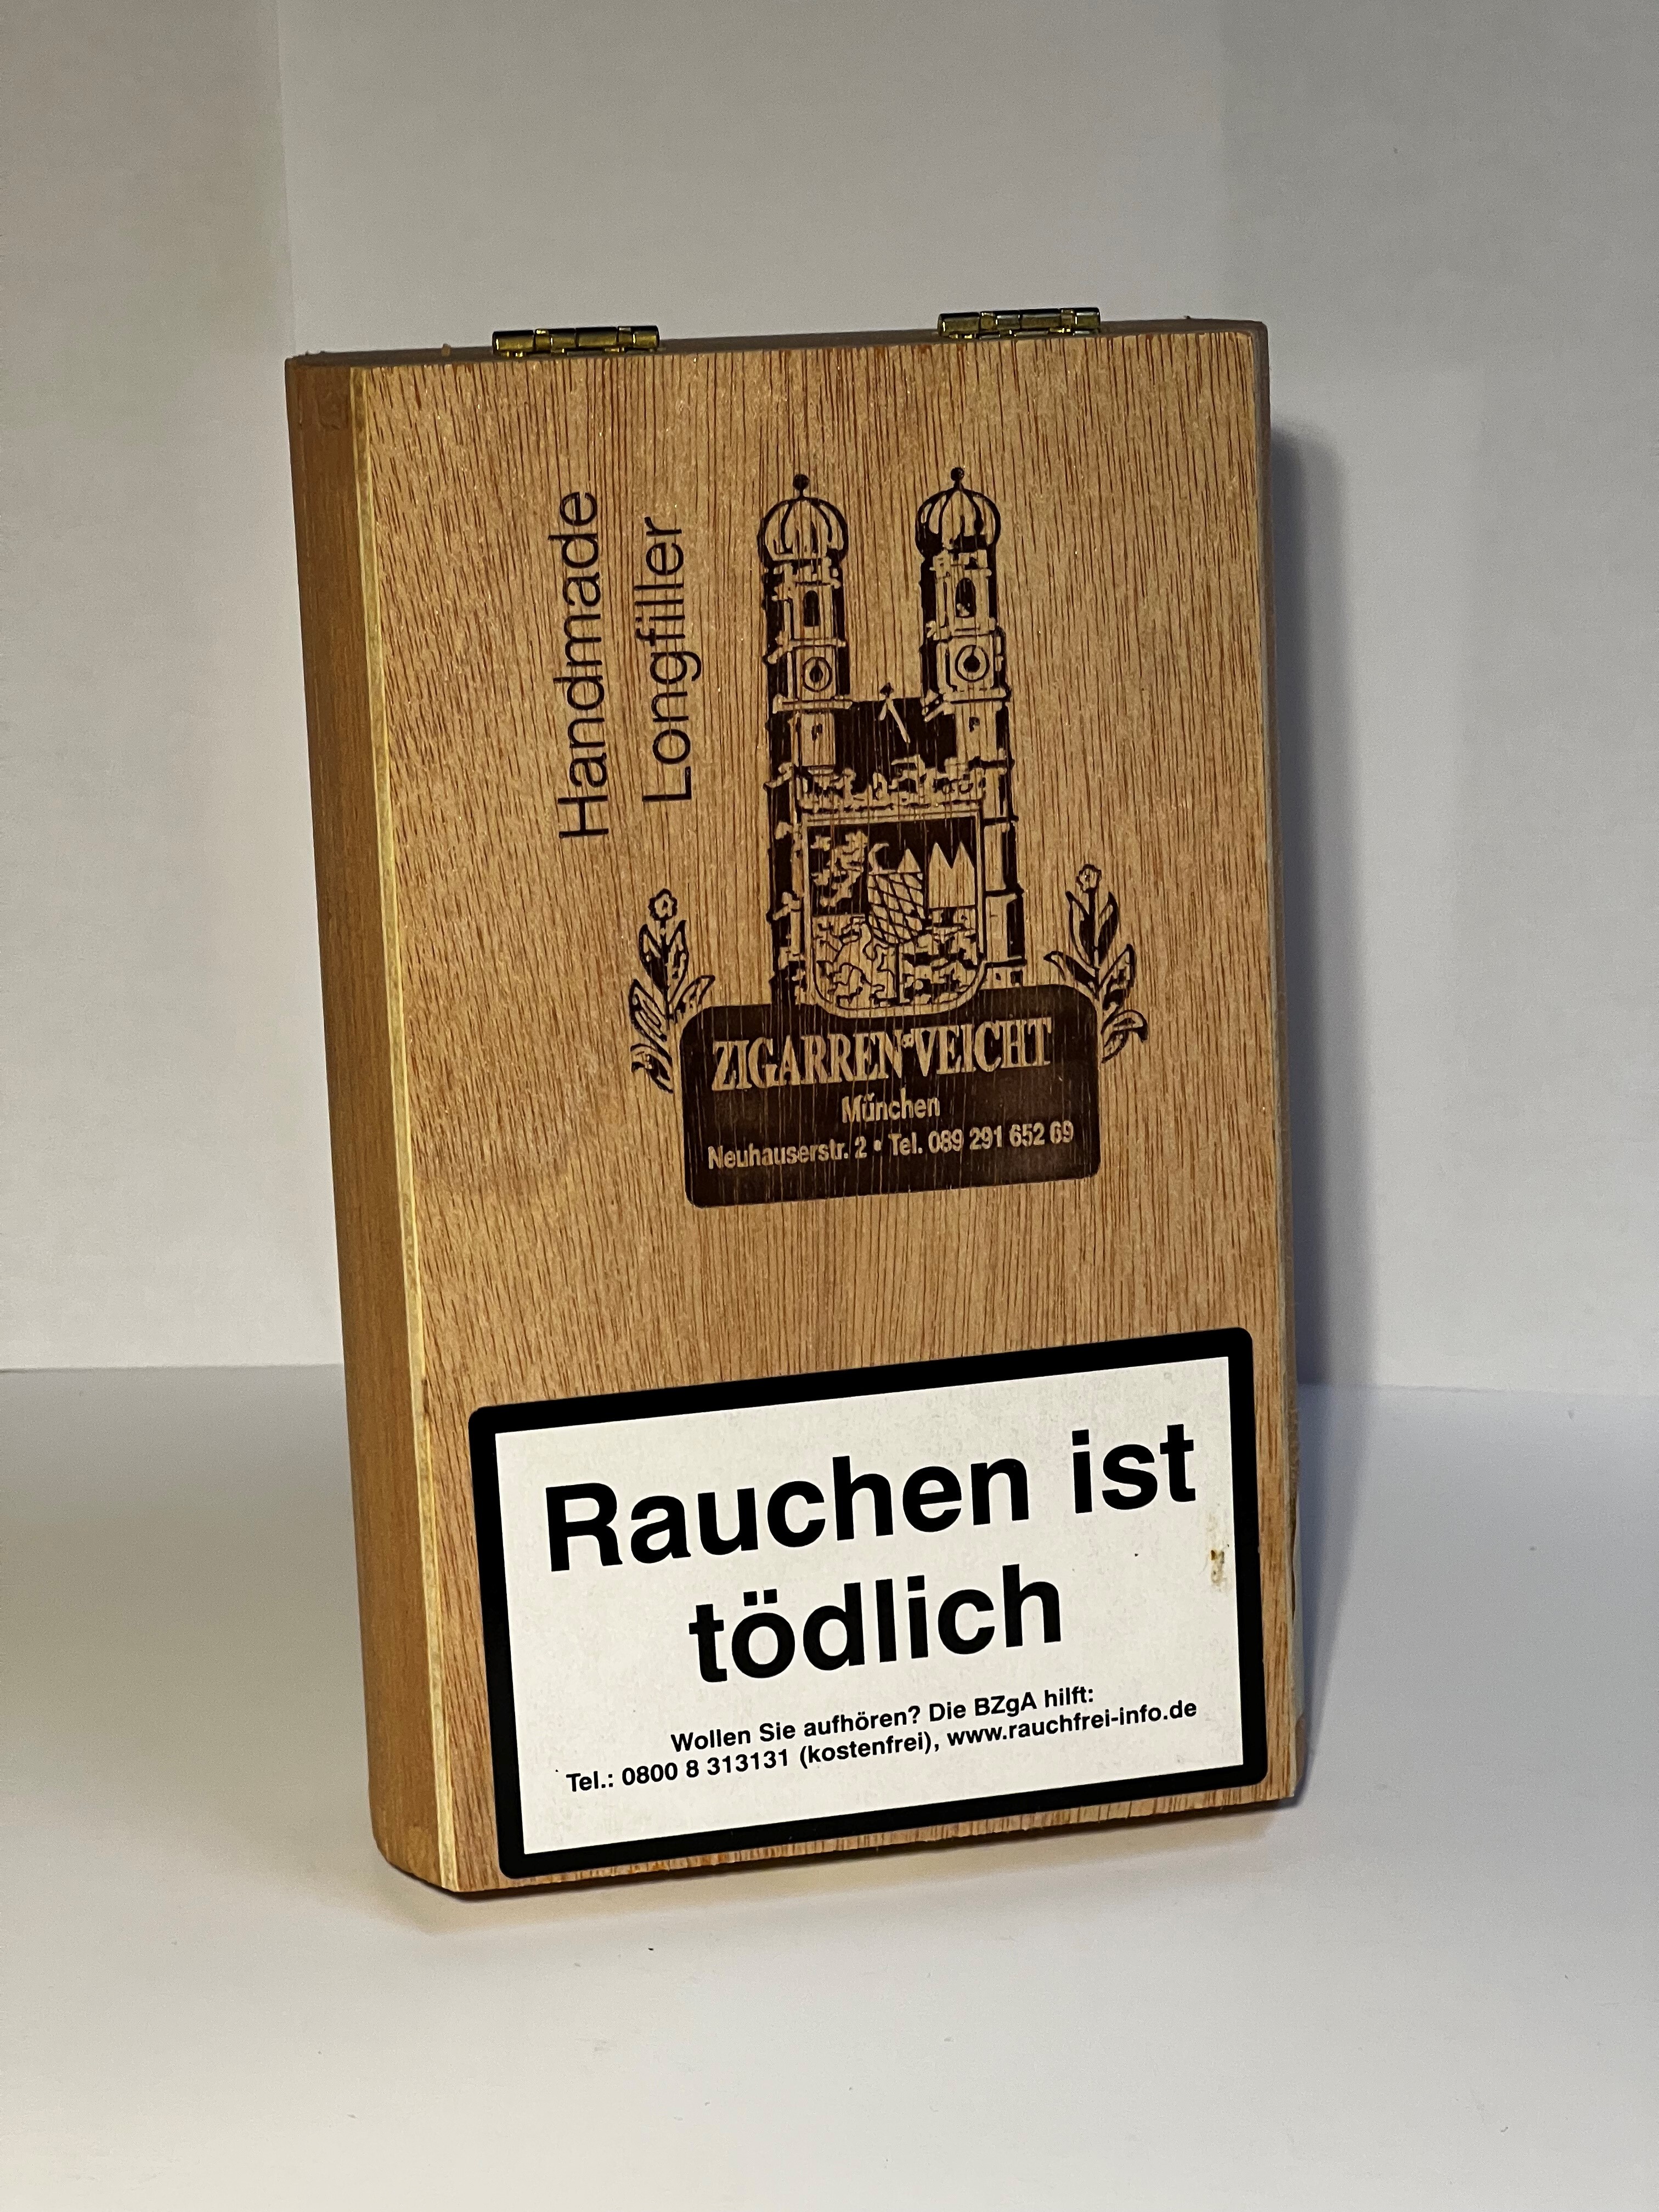 Handmade
Longfiller
ZIGARREN VEICHT
München
Neuhauserstr. 2 • Tel. 089 291 652 69
Rauchen ist
tödlich
Wollen Sie aufhören? Die BZgA hilft:
Tel.: 0800 8 313131 (kostenfrei), www.rauchfrei-info.de